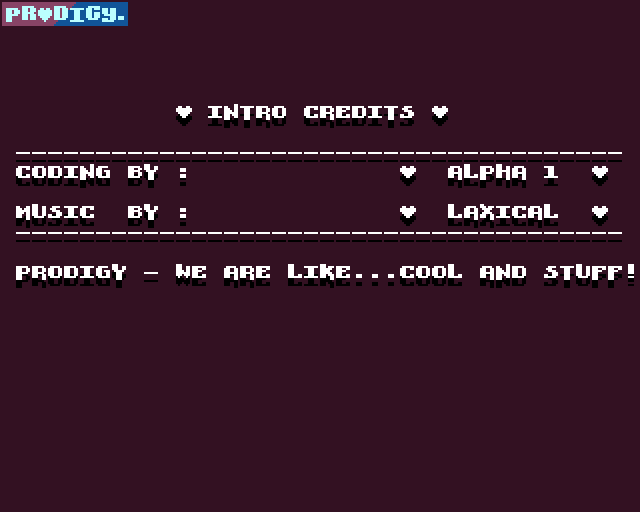 PR♥DIGY.
♥ INTRO CREDITS ♥
CODING BY : ♥ ALPHA 1 ♥
MUSIC BY : ♥ LAXICAL ♥
PRODIGY - WE ARE LIKE...COOL AND STUFF!